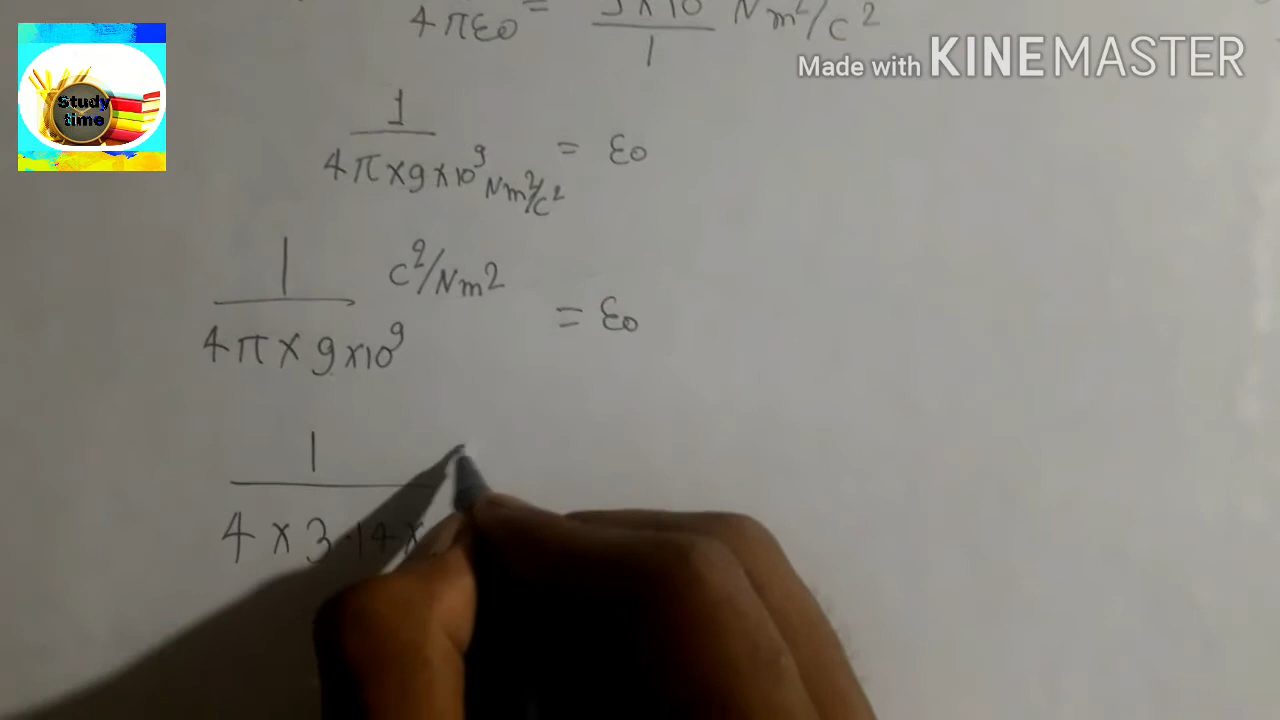 4πε0 = 9×10 Nm²/c²
1
Made with KINEMASTER
Study
time
1
4π×9×10⁹ Nm²/c² = ε0
1 c²/Nm2
4π×9×10⁹ = ε0
1
4×3.14×